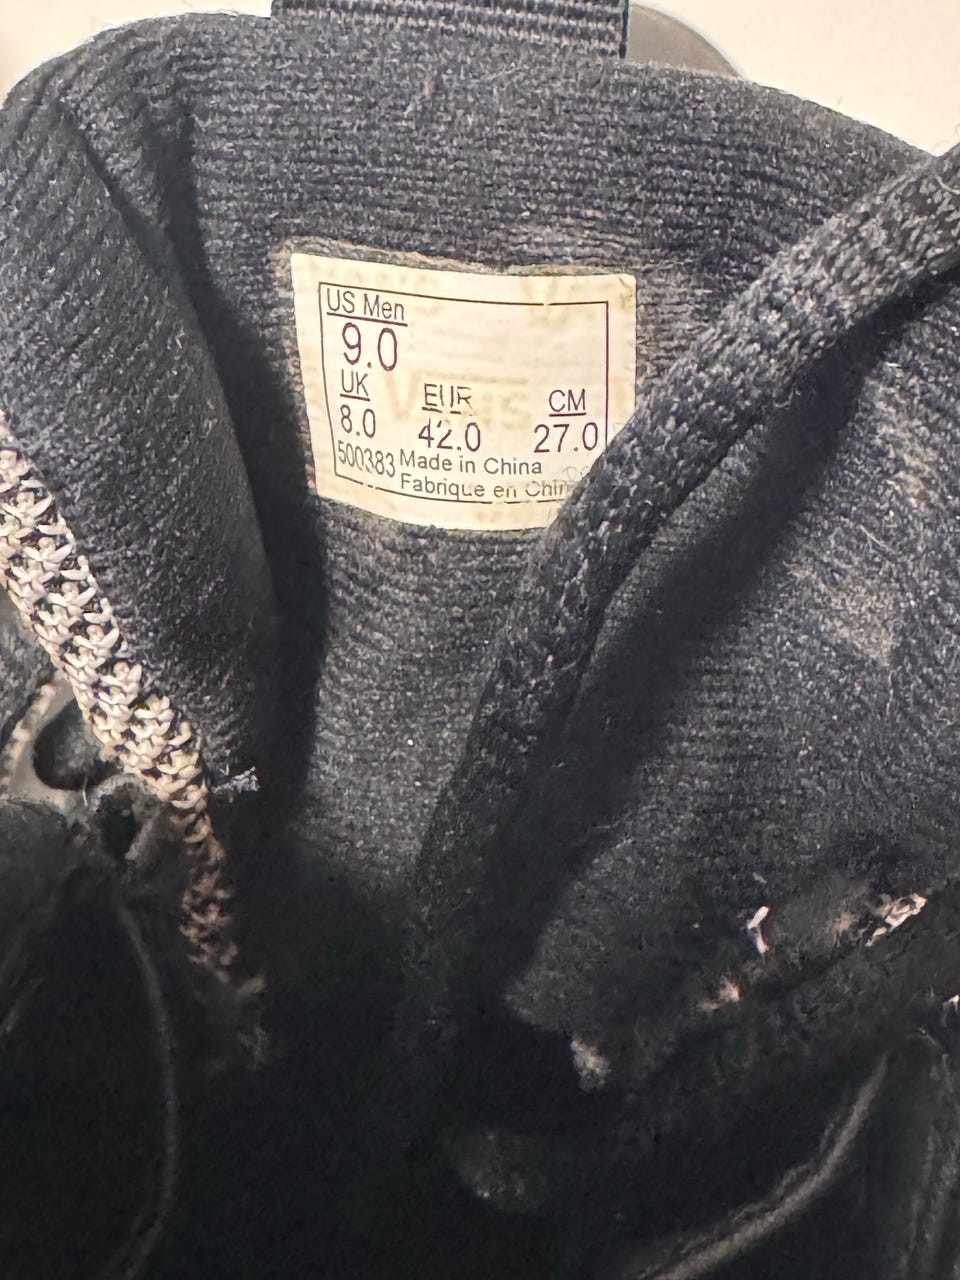 US Men
9.0
UK EUR CM
8.0 42.0 27.0
500383 Made in China
Fabrique en
Vans